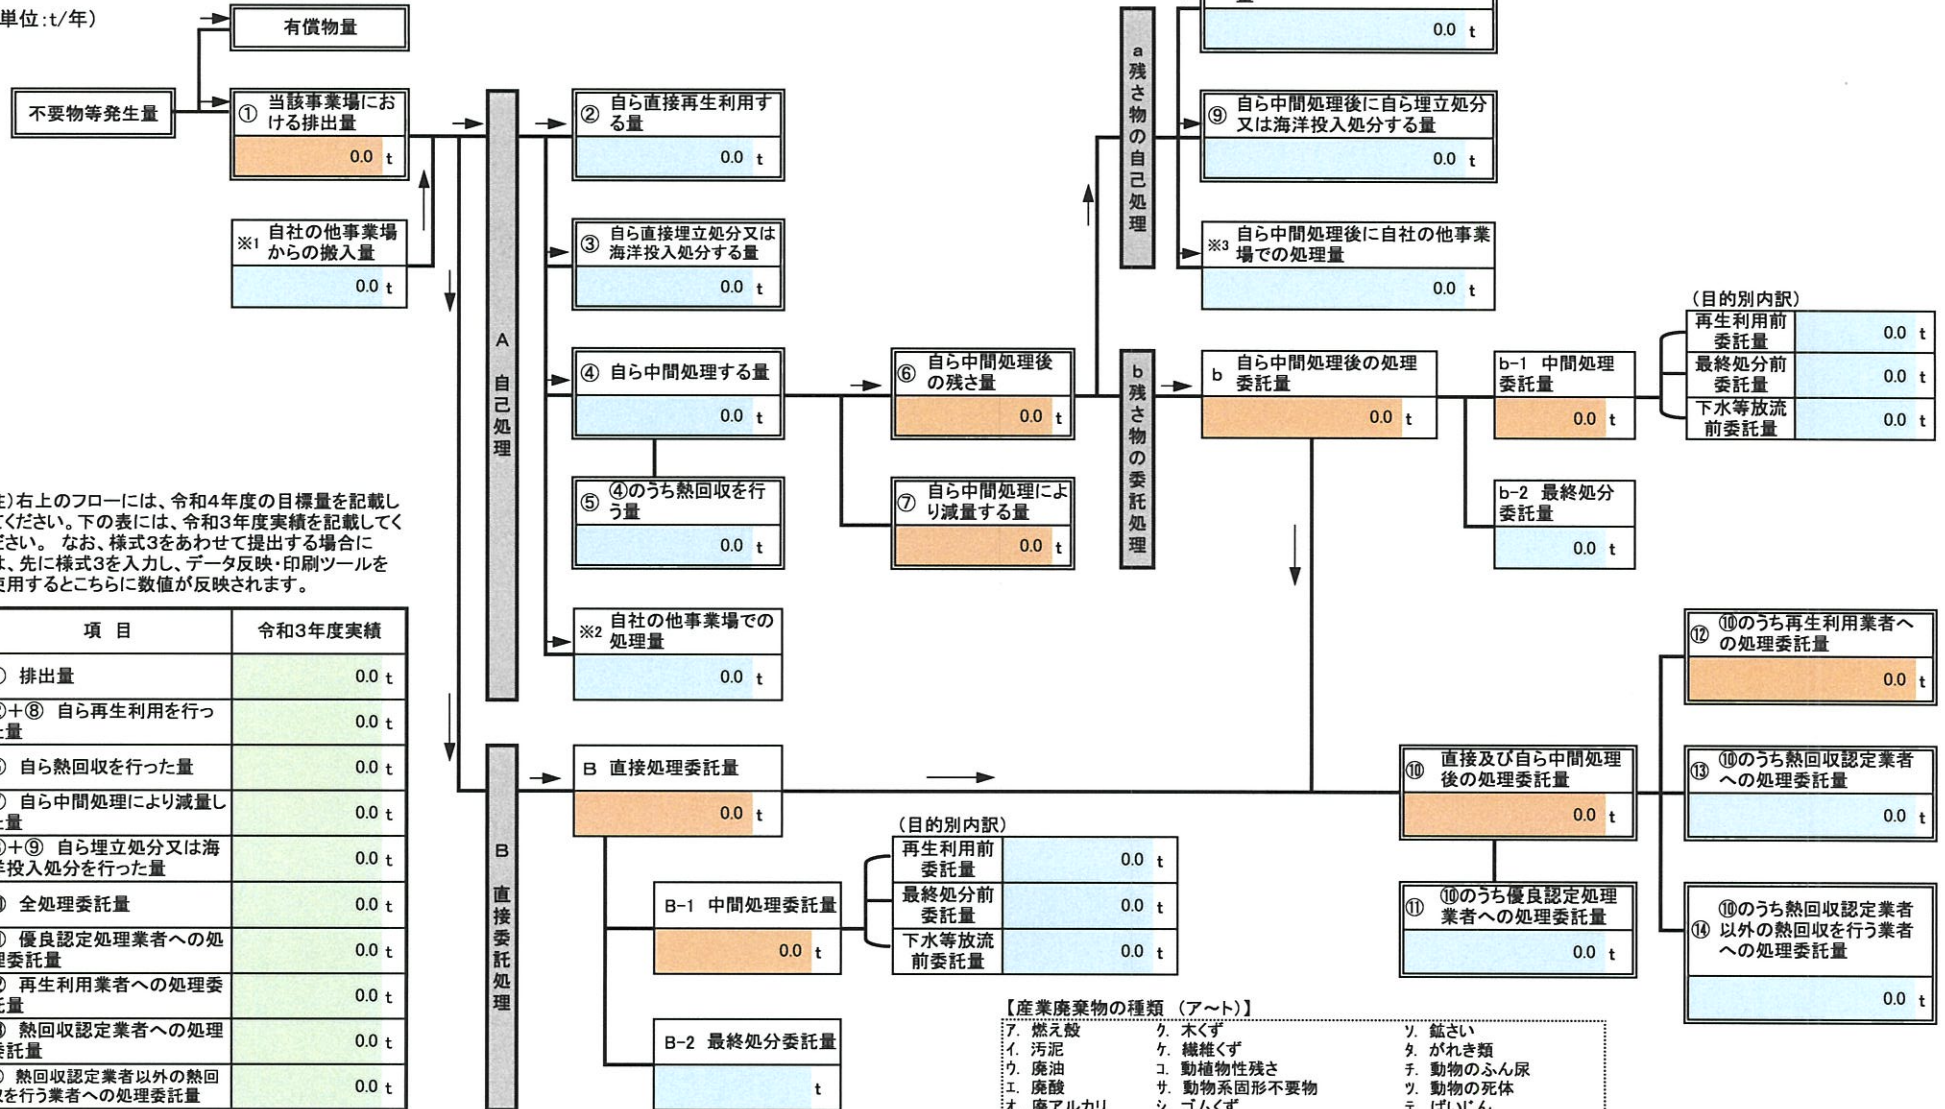 単位:t/年)
有償物量
不要物等発生量
① 当該事業場にお
ける排出量
0.0 t
※1 自社の他事業場
からの搬入量
0.0 t
A 自己処理
② 自ら直接再生利用す
る量
0.0 t
③ 自ら直接埋立処分又は
海洋投入処分する量
0.0 t
④ 自ら中間処理する量
0.0 t
⑤ ④のうち熱回収を行
う量
0.0 t
※2 自社の他事業場での
処理量
0.0 t
⑥ 自ら中間処理後
の残さ量
0.0 t
⑦ 自ら中間処理によ
り減量する量
0.0 t
a 残さ物の自己処理
0.0 t
⑨ 自ら中間処理後に自ら埋立処分
又は海洋投入処分する量
0.0 t
※3 自ら中間処理後に自社の他事業
場での処理量
0.0 t
b 残さ物の委託処理
b 自ら中間処理後の処理
委託量
0.0 t
b-1 中間処理
委託量
0.0 t
b-2 最終処分
委託量
0.0 t
(目的別内訳)
再生利用前
委託量
0.0 t
最終処分前
委託量
0.0 t
下水等放流
前委託量
0.0 t
)右上のフローには、令和4年度の目標量を記載し
ください。下の表には、令和3年度実績を記載してく
ださい。 なお、様式3をあわせて提出する場合に
、先に様式3を入力し、データ反映・印刷ツールを
使用するとこちらに数値が反映されます。
項 目 令和3年度実績
排出量 0.0 t
+⑧ 自ら再生利用を行っ
量 0.0 t
自ら熱回収を行った量 0.0 t
自ら中間処理により減量し
量 0.0 t
+⑨ 自ら埋立処分又は海
洋投入処分を行った量 0.0 t
全処理委託量 0.0 t
優良認定処理業者への処
理委託量 0.0 t
再生利用業者への処理委
託量 0.0 t
熱回収認定業者への処理
委託量 0.0 t
熱回収認定業者以外の熱回
収を行う業者への処理委託量 0.0 t
B 直接委託処理
B 直接処理委託量
0.0 t
B-1 中間処理委託量
0.0 t
B-2 最終処分委託量
t
(目的別内訳)
再生利用前
委託量
0.0 t
最終処分前
委託量
0.0 t
下水等放流
前委託量
0.0 t
⑩ 直接及び自ら中間処理
後の処理委託量
0.0 t
⑪ ⑩のうち優良認定処理
業者への処理委託量
0.0 t
⑫ ⑩のうち再生利用業者へ
の処理委託量
0.0 t
⑬ ⑩のうち熱回収認定業者
への処理委託量
0.0 t
⑭ ⑩のうち熱回収認定業者
以外の熱回収を行う業者
への処理委託量
0.0 t
【産業廃棄物の種類 (ア~ト)】
ア. 燃え殻 ク. 木くず ソ. 鉱さい
イ. 汚泥 ケ. 繊維くず タ. がれき類
ウ. 廃油 コ. 動植物性残さ チ. 動物のふん尿
エ. 廃酸 サ. 動物系固形不要物 ツ. 動物の死体
オ. 廃アルカリ シ. ゴムくず テ. ばいじん